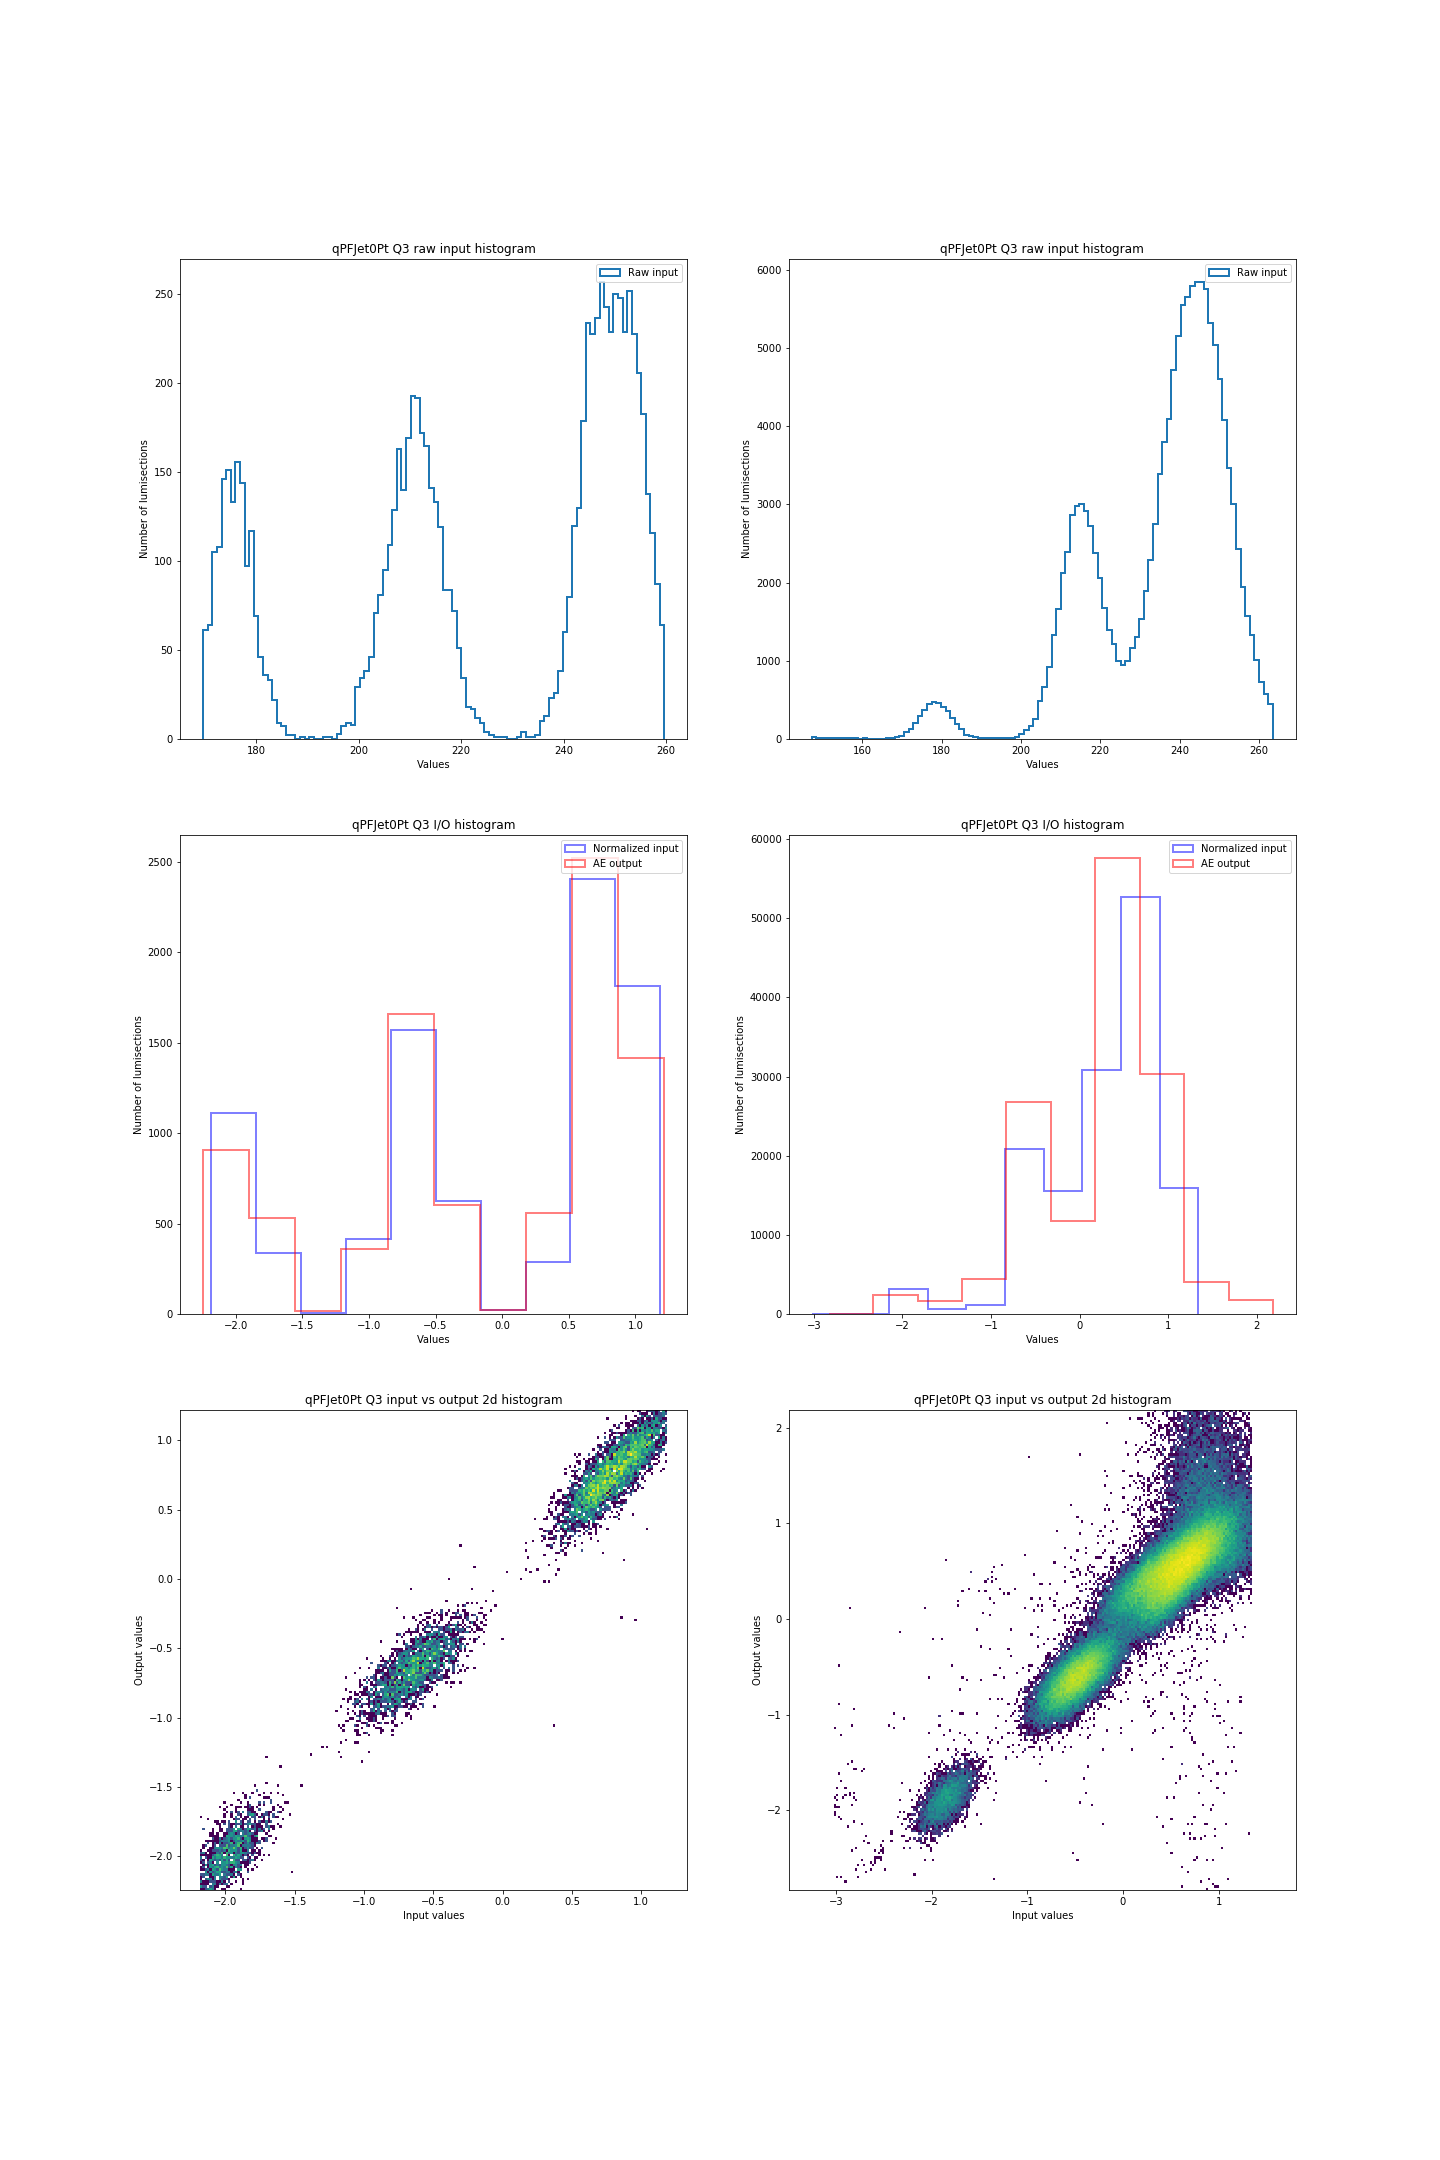 qPFJet0Pt Q3 raw input histogram
Raw input
Number of lumisections
250
200
150
100
50
0
180 200 220 240 260
Values
qPFJet0Pt Q3 raw input histogram
Raw input
Number of lumisections
6000
5000
4000
3000
2000
1000
0
160 180 200 220 240 260
Values
qPFJet0Pt Q3 I/O histogram
Normalized input
AE output
Number of lumisections
2500
2000
1500
1000
500
0
−2.0 −1.5 −1.0 −0.5 0.0 0.5 1.0
Values
qPFJet0Pt Q3 I/O histogram
Normalized input
AE output
Number of lumisections
60000
50000
40000
30000
20000
10000
0
−3 −2 −1 0 1 2
Values
qPFJet0Pt Q3 input vs output 2d histogram
Output values
1.0
0.5
0.0
−0.5
−1.0
−1.5
−2.0
−2.0 −1.5 −1.0 −0.5 0.0 0.5 1.0
Input values
qPFJet0Pt Q3 input vs output 2d histogram
Output values
2
1
0
−1
−2
−3 −2 −1 0 1
Input values